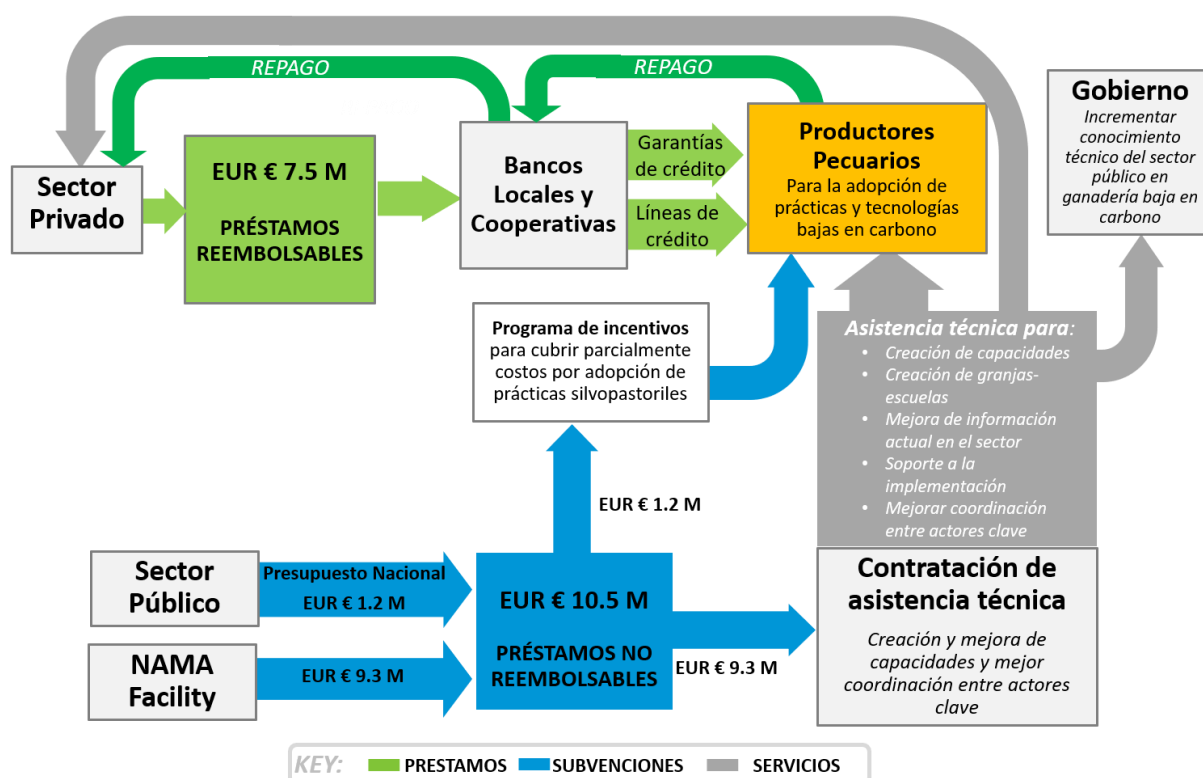 REPAGO
REPAGO
Sector
Privado
EUR € 7.5 M
PRÉSTAMOS
REEMBOLSABLES
Bancos
Locales y
Cooperativas
Garantías
de crédito
Líneas de
crédito
Productores
Pecuarios
Para la adopción de
prácticas y tecnologías
bajas en carbono
Gobierno
Incrementar
conocimiento
técnico del sector
público en
ganadería baja en
carbono
Programa de incentivos
para cubrir parcialmente
costos por adopción de
prácticas silvopastoriles
Asistencia técnica para:
• Creación de capacidades
• Creación de granjas-
escuelas
• Mejora de información
actual en el sector
• Soporte a la
implementación
• Mejorar coordinación
entre actores clave
EUR € 1.2 M
Sector
Público
Presupuesto Nacional
EUR € 1.2 M
NAMA
Facility
EUR € 9.3 M
EUR € 10.5 M
PRÉSTAMOS NO
REEMBOLSABLES
EUR € 9.3 M
Contratación de
asistencia técnica
Creación y mejora de
capacidades y mejor
coordinación entre actores
clave
KEY: PRESTAMOS SUBVENCIONES SERVICIOS